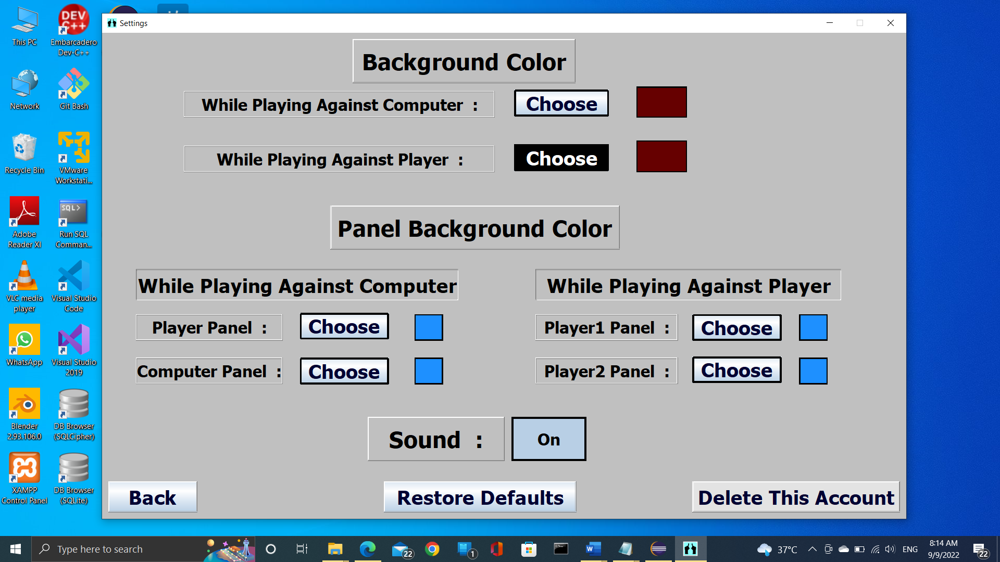 Settings
Background Color
While Playing Against Computer :
Choose
While Playing Against Player :
Choose
Panel Background Color
While Playing Against Computer
While Playing Against Player
Player Panel :
Choose
Player1 Panel :
Choose
Computer Panel :
Choose
Player2 Panel :
Choose
Sound :
On
Back
Restore Defaults
Delete This Account
This PC
DEV
C++
Embarcadero
Dev-C++
Network
Git Bash
Recycle Bin
VMware
Workstati...
Adobe
Reader XI
SQL>
Run SQL
Comman...
VLC media
player
Visual Studio
Code
WhatsApp
Visual Studio
2019
Blender
2.93.106.0
DB Browser
(SQLCipher)
XAMPP
Control Panel
DB Browser
(SQLite)
Type here to search
22
1
W
37°C
ENG
8:14 AM
9/9/2022
22